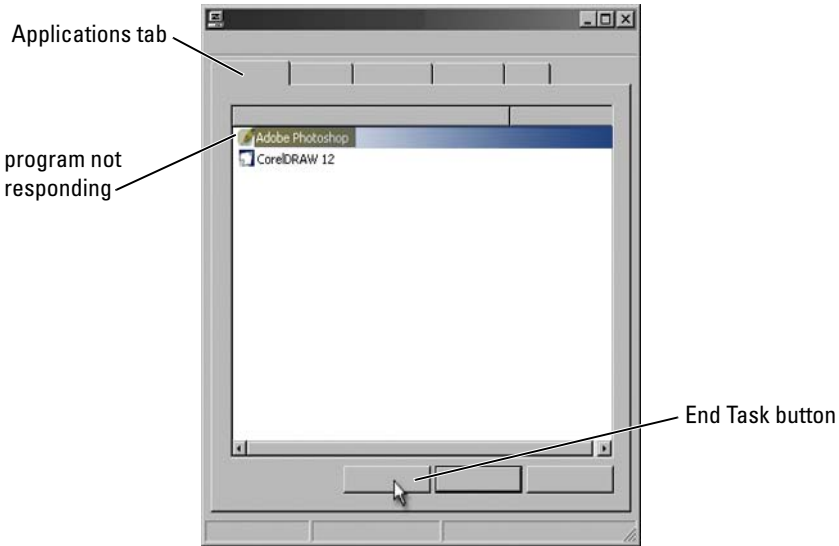 Applications tab
Adobe Photoshop
CorelDRAW 12
program not
responding
End Task button